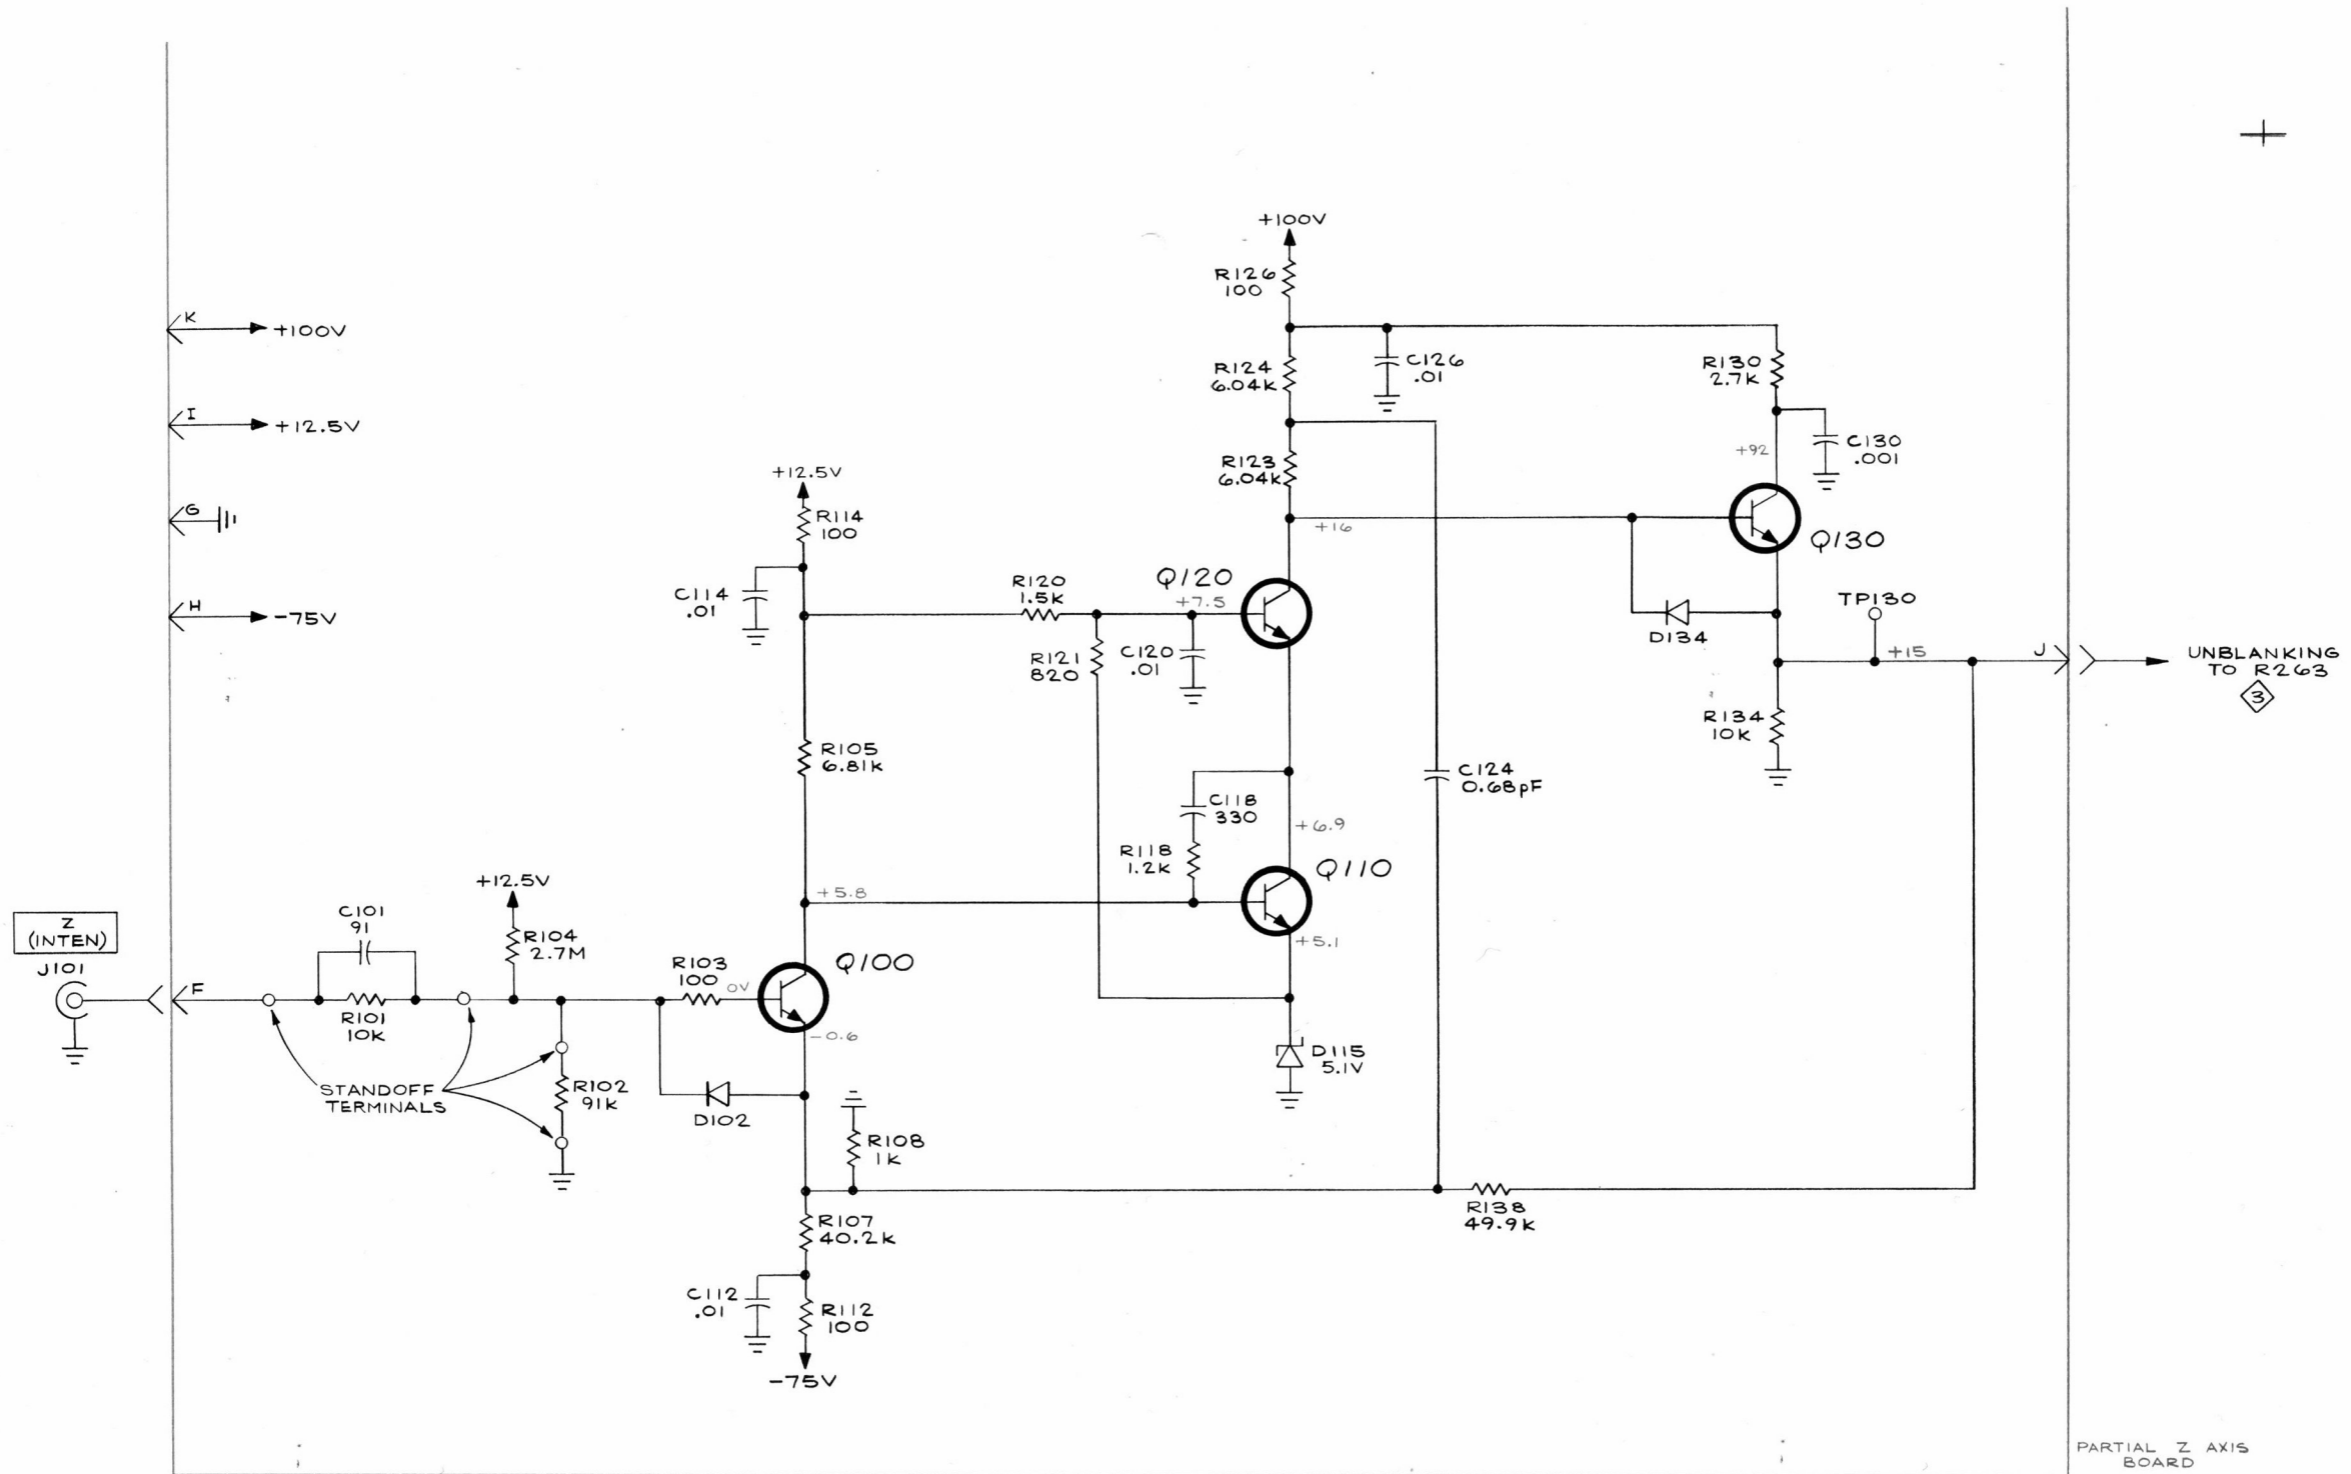 +100V
R126
100
K
+100V
R124
6.04K
C126
.01
R130
2.7K
I
+12.5V
+92
C130
.001
R123
6.04K
+12.5V
R114
100
G
+16
Q130
C114
.01
R120
1.5K
Q120
+7.5
H
-75V
TP130
D134
R121
820
C120
.01
+15
J
UNBLANKING
TO R263
3
R134
10K
R105
6.81K
C124
0.68pF
C118
330
+6.9
R118
1.2K
Q110
+12.5V
+5.8
Z
(INTEN)
J101
C101
91
R104
2.7M
+5.1
R103
100
0V
Q100
F
R101
10K
-0.6
D115
5.1V
STANDOFF
TERMINALS
R102
91K
D102
R108
1K
R138
49.9K
R107
40.2K
C112
.01
R112
100
-75V
PARTIAL Z AXIS
BOARD